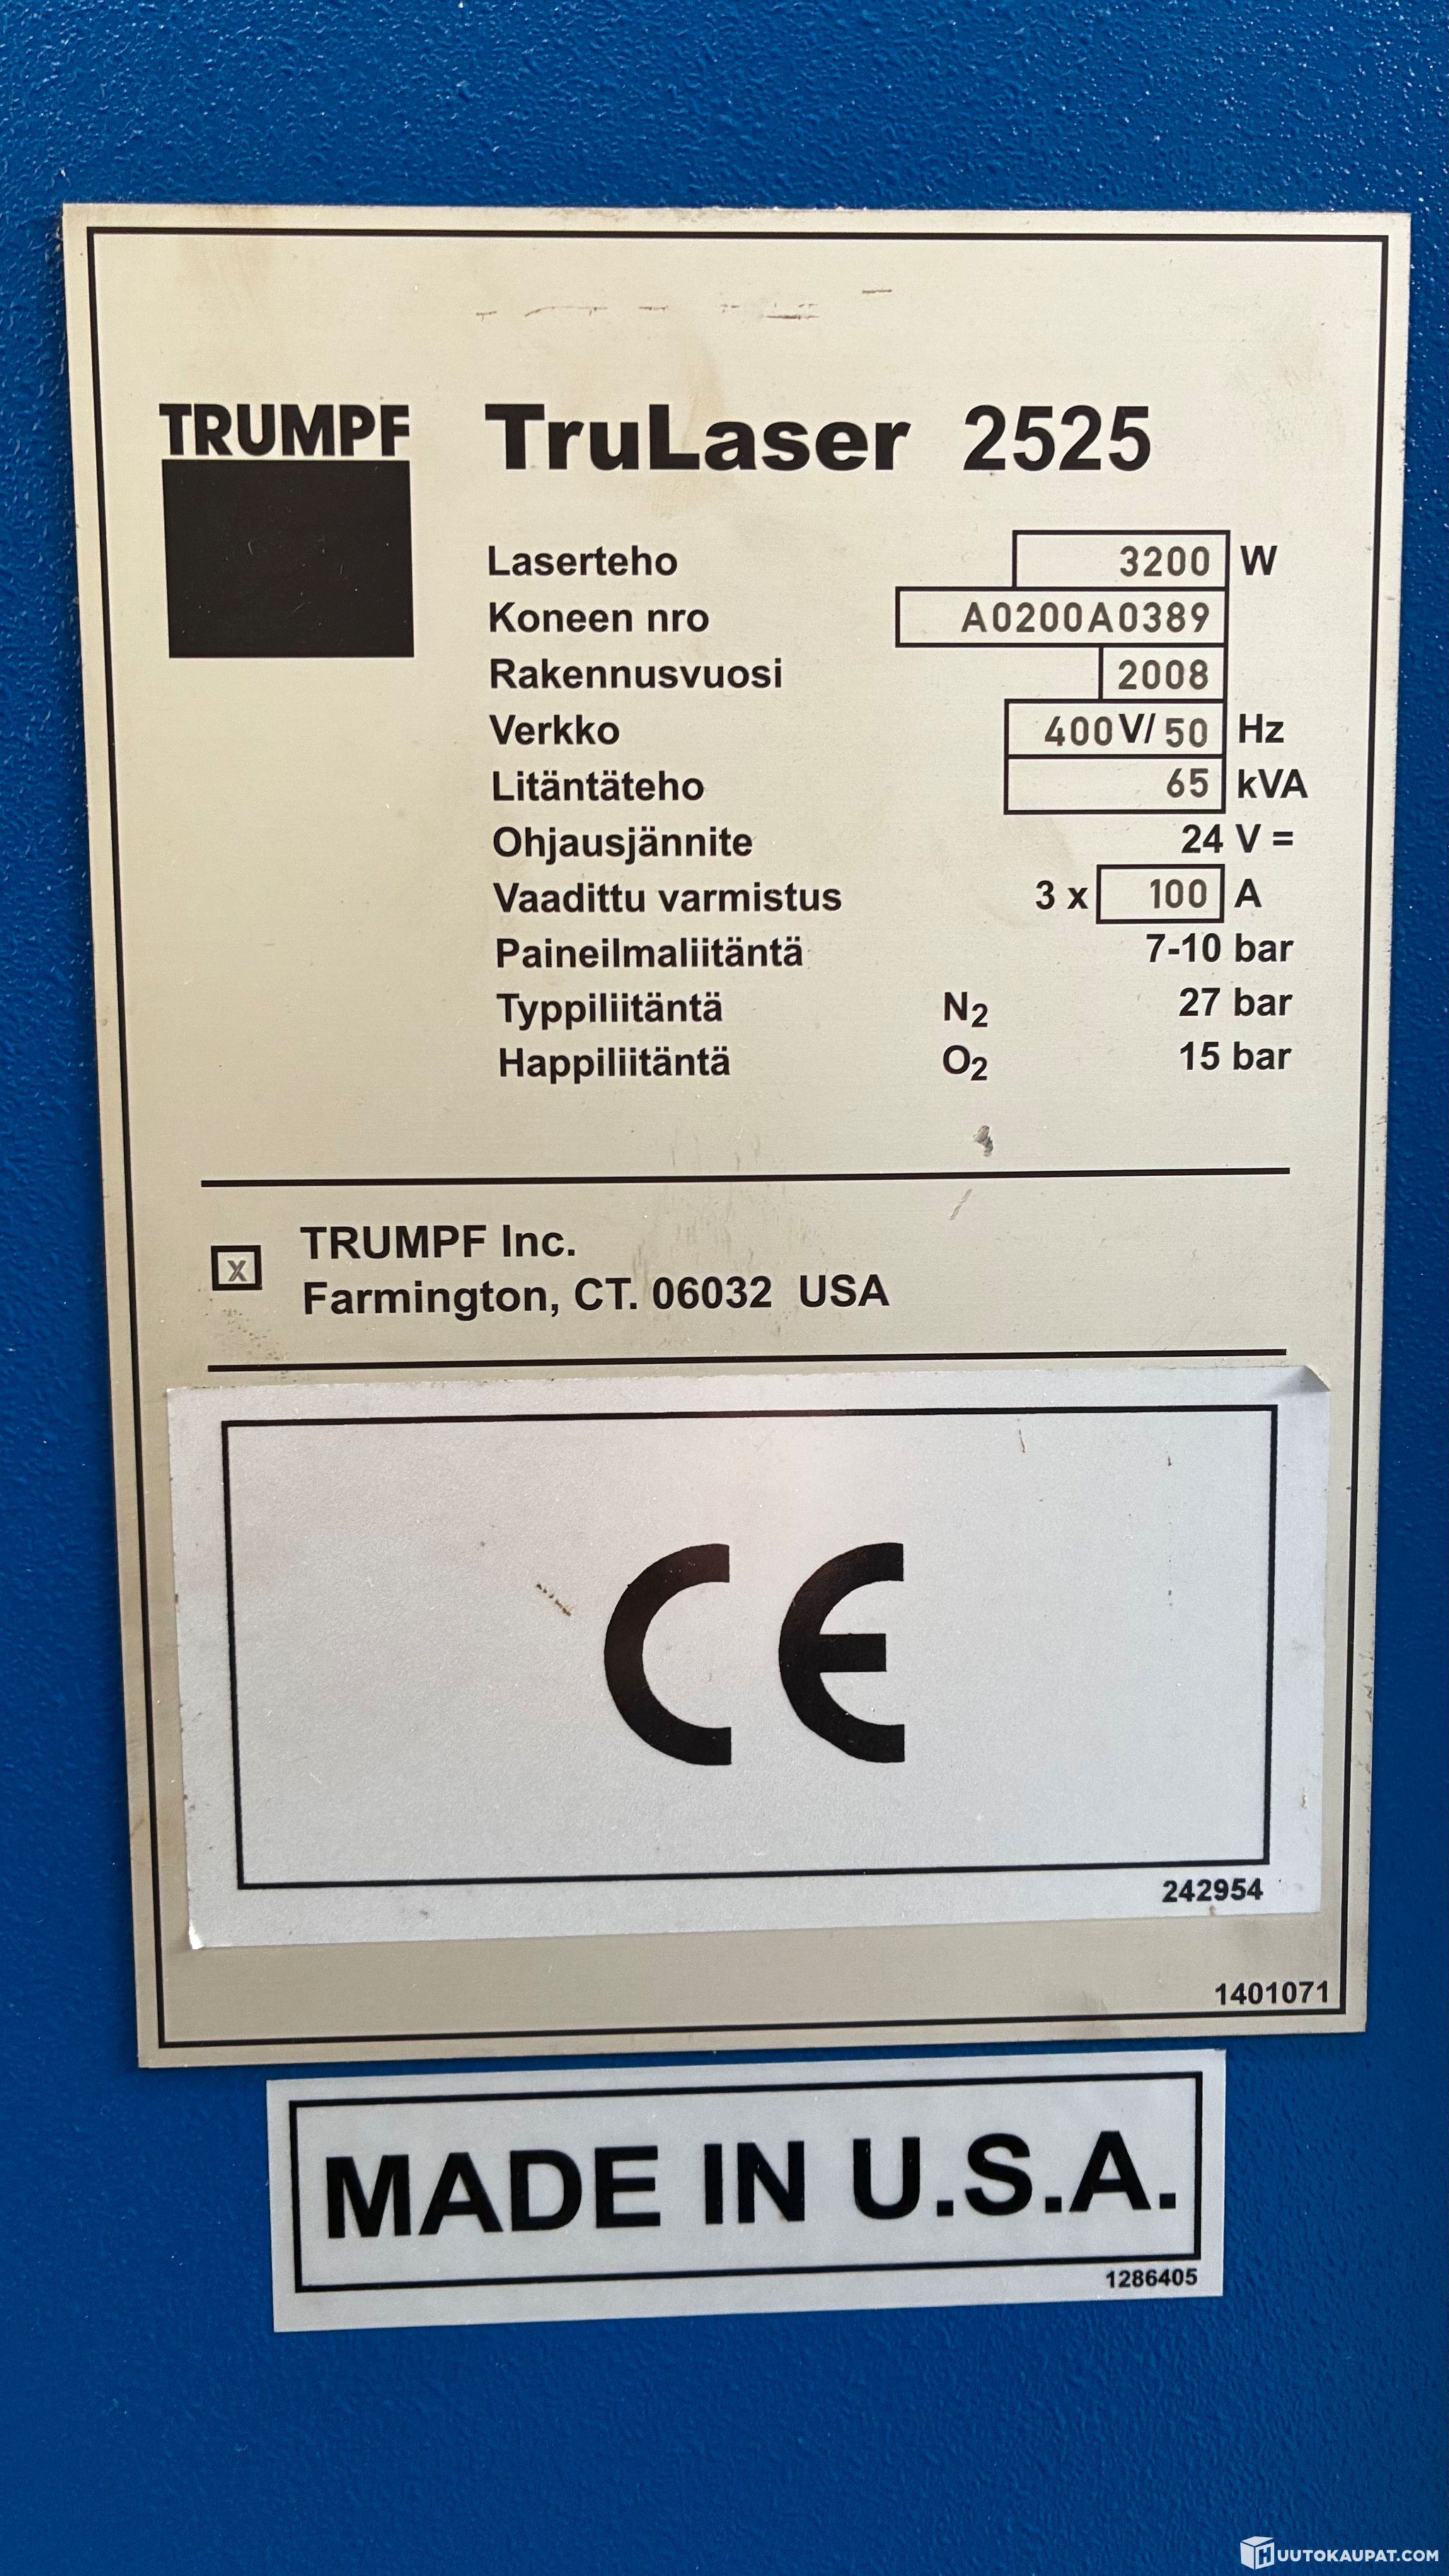 TRUMPF
TruLaser 2525
Laserteho 3200 W
Koneen nro A0200A0389
Rakennusvuosi 2008
Verkko 400V/ 50 Hz
Litäntäteho 65 kVA
Ohjausjännite 24 V =
Vaadittu varmistus 3 x 100 A
Paineilmaliitäntä 7-10 bar
Typpiliitäntä N2 27 bar
Happiliitäntä O2 15 bar
X TRUMPF Inc.
Farmington, CT. 06032 USA
CE
242954
1401071
MADE IN U.S.A.
1286405
HUUTOKAUPAT.COM